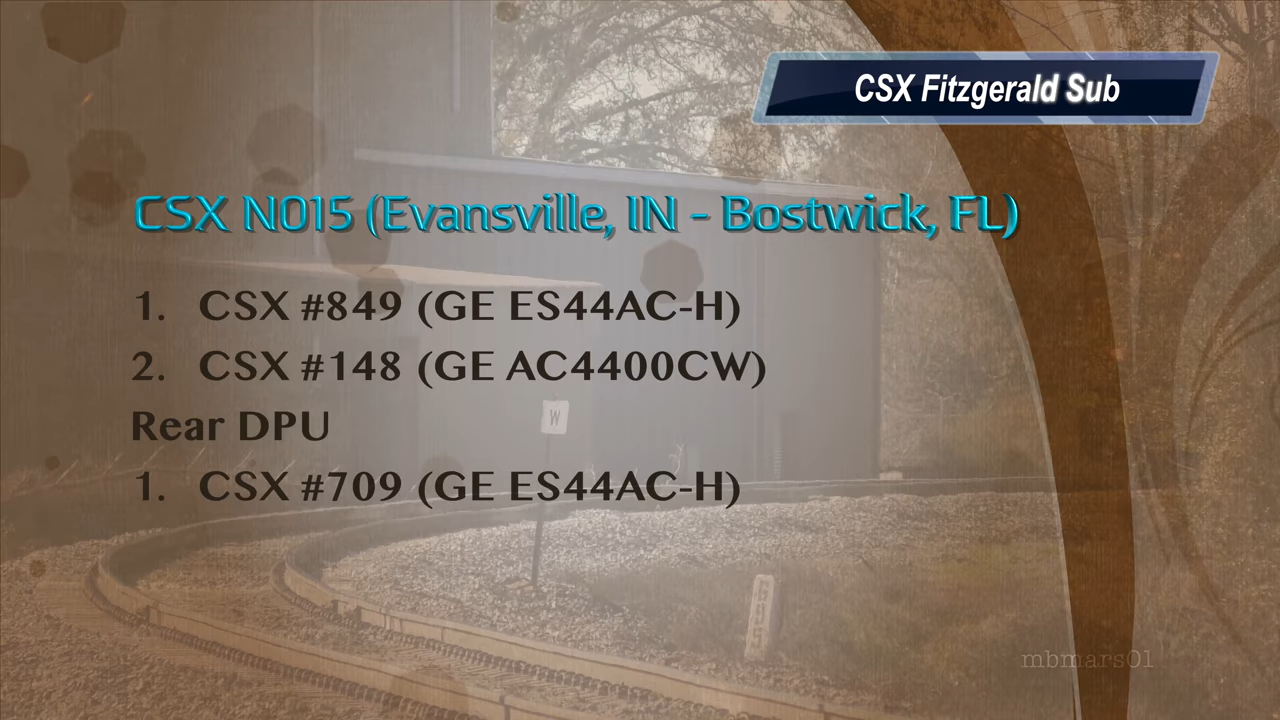 CSX Fitzgerald Sub
CSX N015 (Evansville, IN - Bostwick, FL)
1. CSX #849 (GE ES44AC-H)
2. CSX #148 (GE AC4400CW)
Rear DPU
W
1. CSX #709 (GE ES44AC-H)
mbmars01